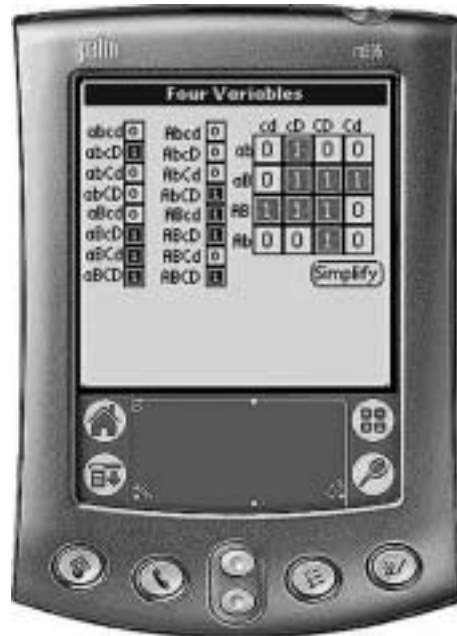 palm
Four Variables
cd cD CD Cd
abcd 0 Abcd 0
abcD 1 AbcD 0
abCd 0 AbCd 0
abCD 0 AbCD 1
aBcd 0 ABcd 1
aBcD 1 ABcD 1
aBCd 1 ABCd 0
aBCD 1 ABCD 1
ab 0 1 0 0
aB 0 1 1 1
AB 1 1 1 0
Ab 0 0 1 0
Simplify